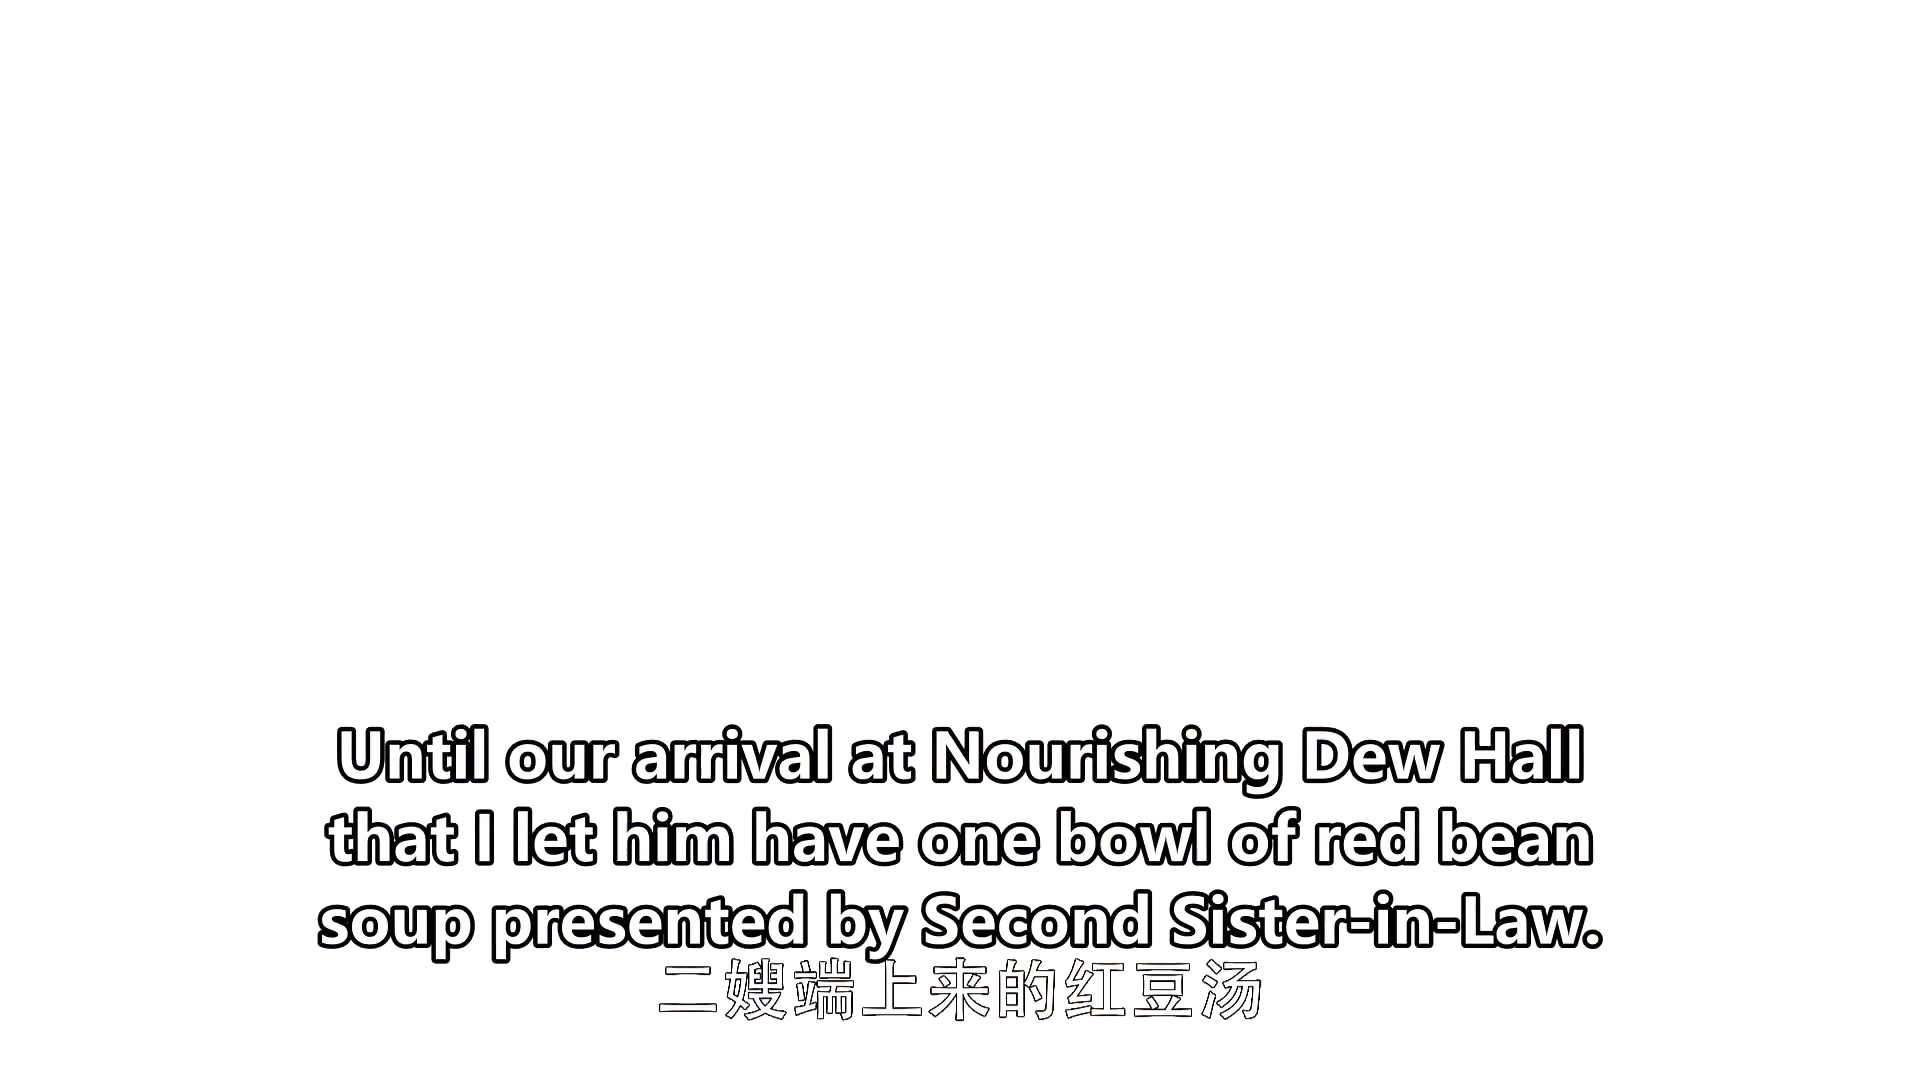 Until our arrival at Nourishing Dew Hall
that I let him have one bowl of red bean
soup presented by Second Sister-in-Law.
二嫂端上来的红豆汤